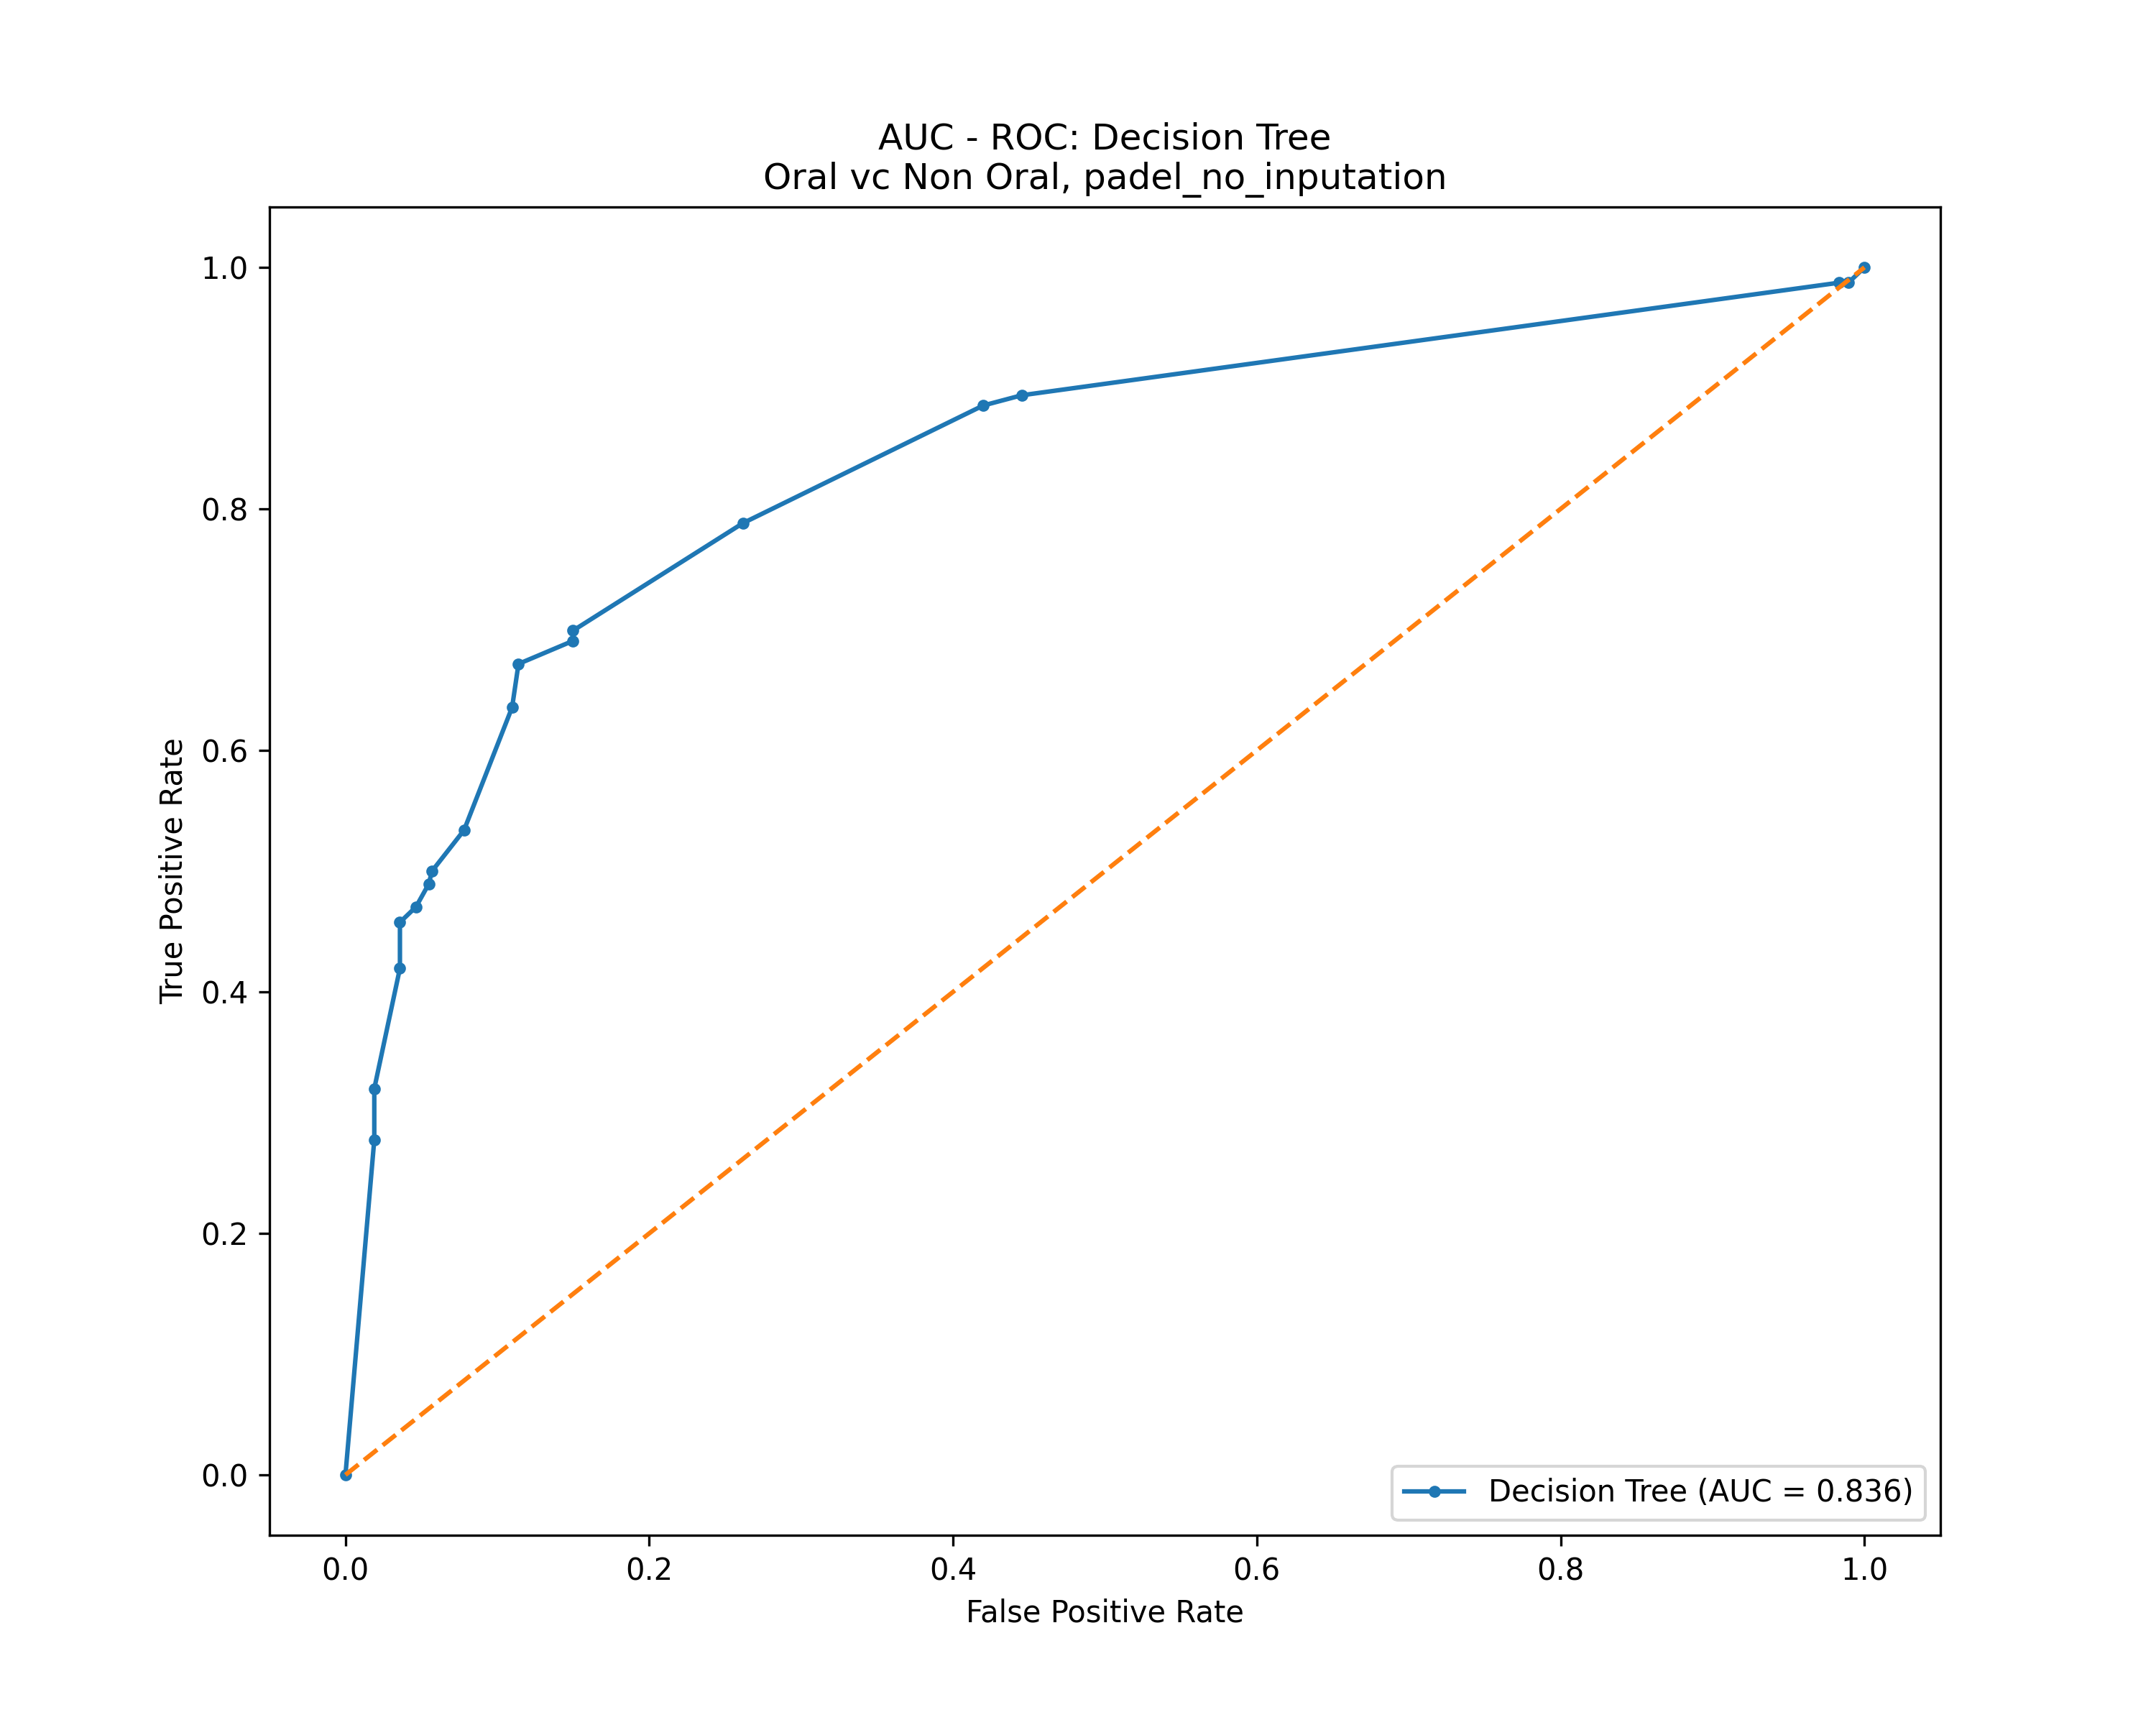 AUC - ROC: Decision Tree
Oral vc Non Oral, padel_no_inputation
1.0
0.8
0.6
0.4
0.2
0.0
True Positive Rate
Decision Tree (AUC = 0.836)
0.0 0.2 0.4 0.6 0.8 1.0
False Positive Rate